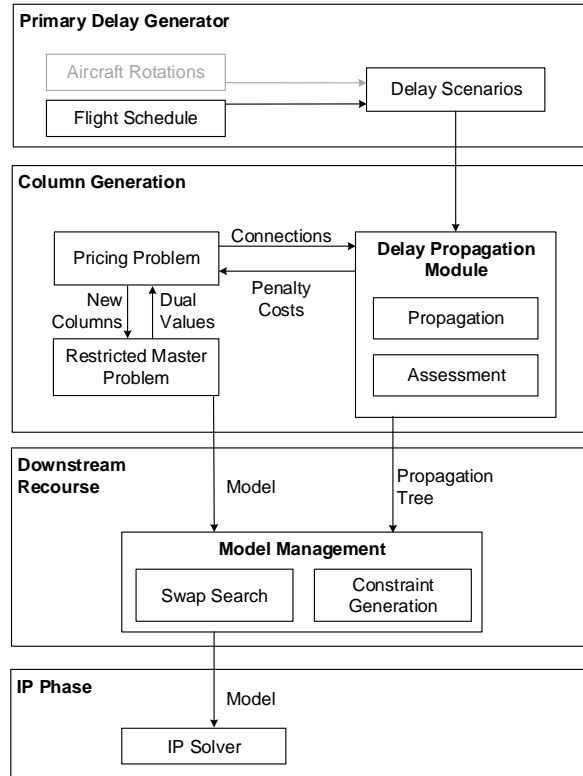 Primary Delay Generator
Aircraft Rotations
Flight Schedule
Delay Scenarios
Column Generation
Pricing Problem
Connections
Penalty
Costs
New
Columns
Dual
Values
Restricted Master
Problem
Delay Propagation
Module
Propagation
Assessment
Downstream
Recourse
Model
Propagation
Tree
Model Management
Swap Search
Constraint
Generation
IP Phase
Model
IP Solver